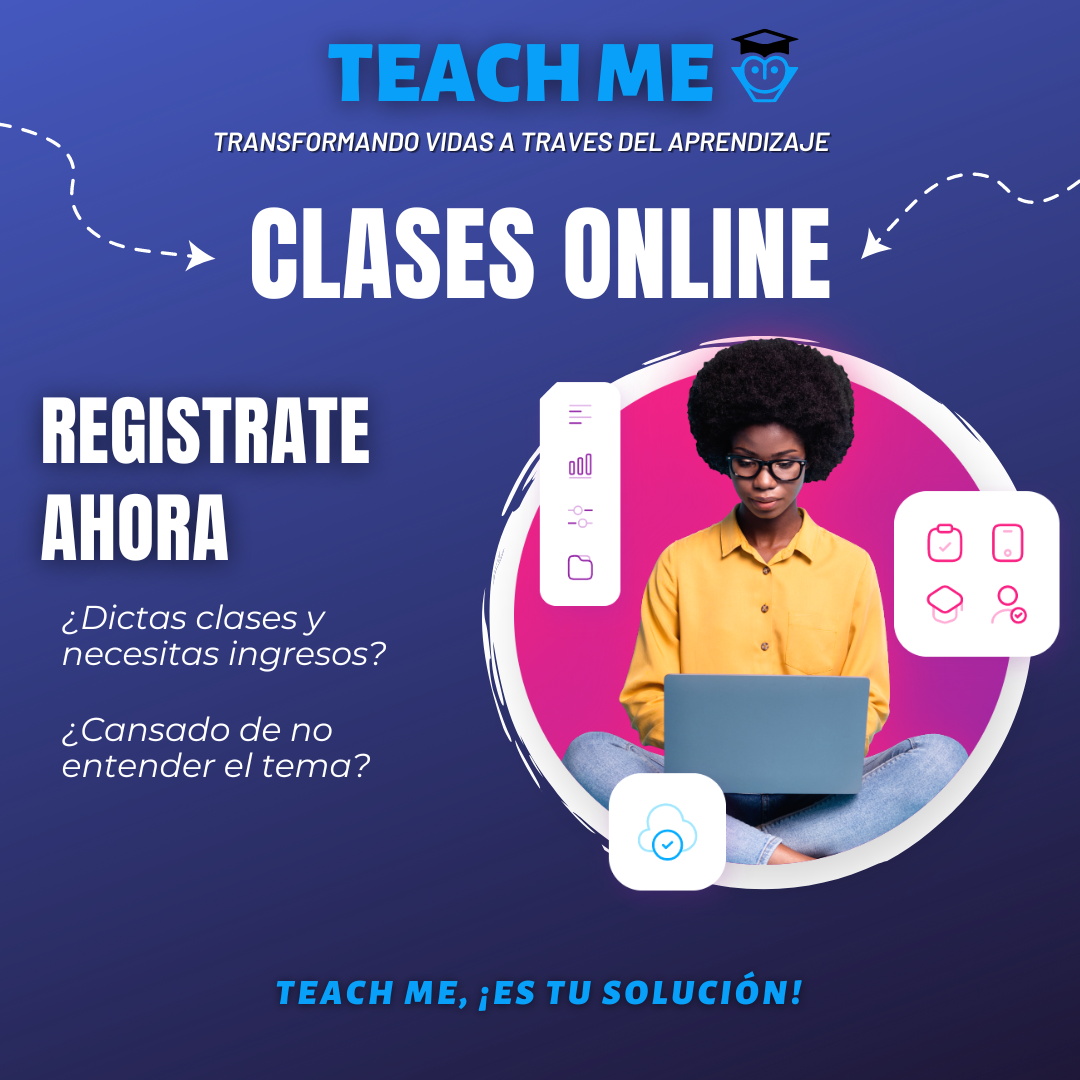 TEACH ME
TRANSFORMANDO VIDAS A TRAVES DEL APRENDIZAJE
CLASES ONLINE
REGISTRATE
AHORA
¿Dictas clases y
necesitas ingresos?
¿Cansado de no
entender el tema?
TEACH ME, ¡ES TU SOLUCIÓN!